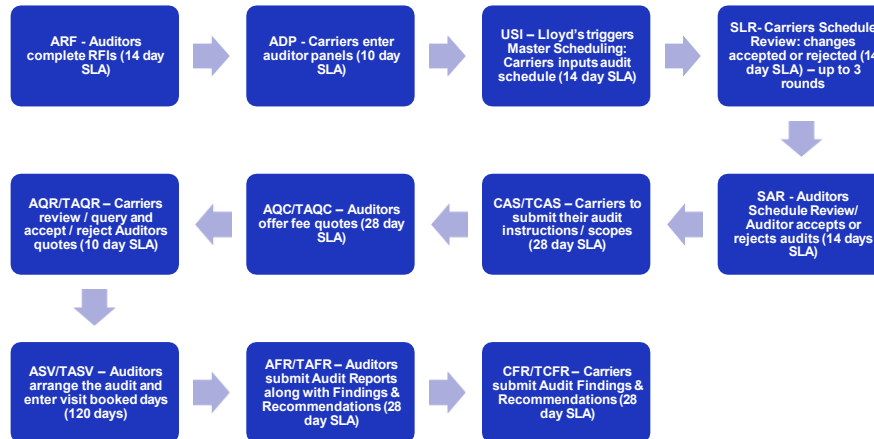 ARF - Auditors
complete RFIs (14 day
SLA)
ADP - Carriers enter
auditor panels (10 day
SLA)
USI – Lloyd's triggers
Master Scheduling:
Carriers inputs audit
schedule (14 day SLA)
SLR- Carriers Schedule
Review: changes
accepted or rejected (14
day SLA) – up to 3
rounds
AQR/TAQR – Carriers
review / query and
accept / reject Auditors
quotes (10 day SLA)
AQC/TAQC – Auditors
offer fee quotes (28 day
SLA)
CAS/TCAS – Carriers to
submit their audit
instructions / scopes
(28 day SLA)
SAR - Auditors
Schedule Review/
Auditor accepts or
rejects audits (14 days
SLA)
ASV/TASV – Auditors
arrange the audit and
enter visit booked days
(120 days)
AFR/TAFR – Auditors
submit Audit Reports
along with Findings &
Recommendations (28
day SLA)
CFR/TCFR – Carriers
submit Audit Findings &
Recommendations (28
day SLA)